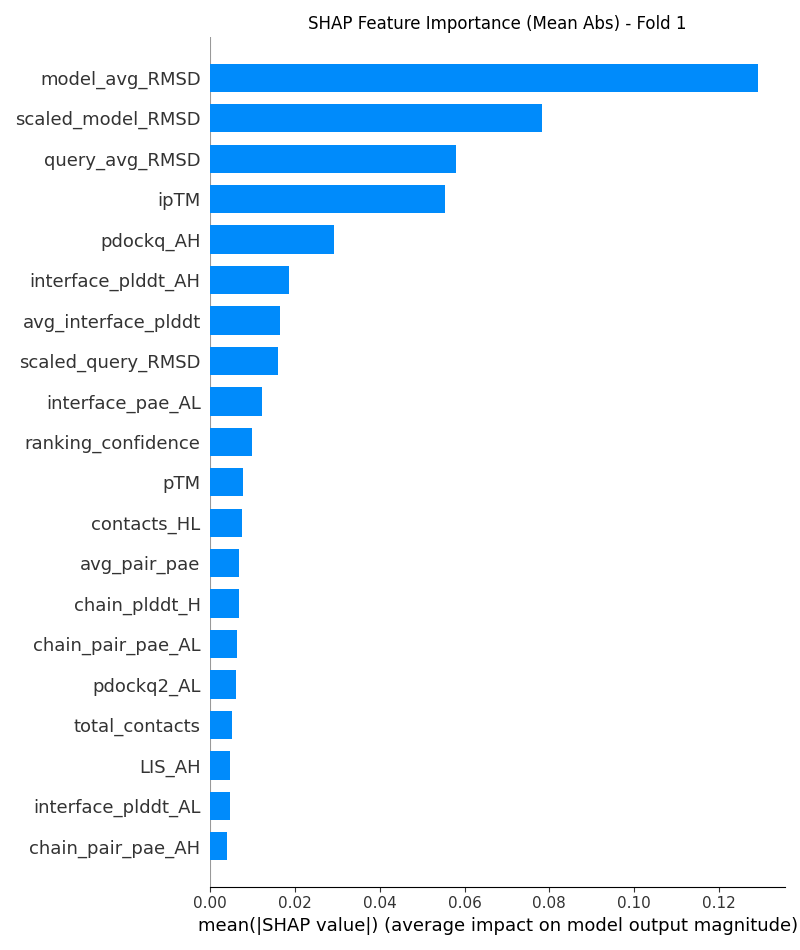 SHAP Feature Importance (Mean Abs) - Fold 1
model_avg_RMSD
scaled_model_RMSD
query_avg_RMSD
ipTM
pdockq_AH
interface_plddt_AH
avg_interface_plddt
scaled_query_RMSD
interface_pae_AL
ranking_confidence
pTM
contacts_HL
avg_pair_pae
chain_plddt_H
chain_pair_pae_AL
pdockq2_AL
total_contacts
LIS_AH
interface_plddt_AL
chain_pair_pae_AH
0.00 0.02 0.04 0.06 0.08 0.10 0.12
mean(|SHAP value|) (average impact on model output magnitude)